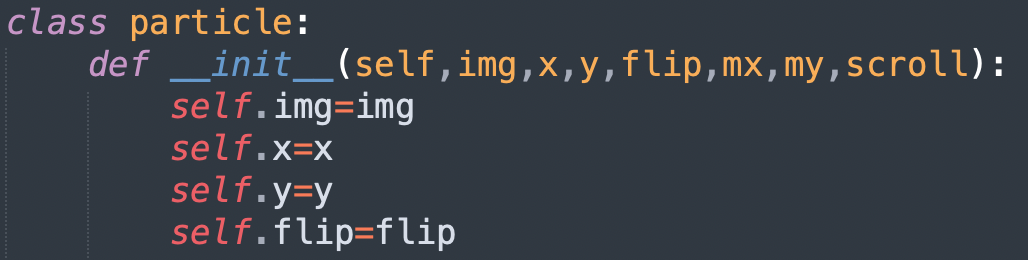 class particle:
    def __init__(self,img,x,y,flip,mx,my,scroll):
        self.img=img
        self.x=x
        self.y=y
        self.flip=flip